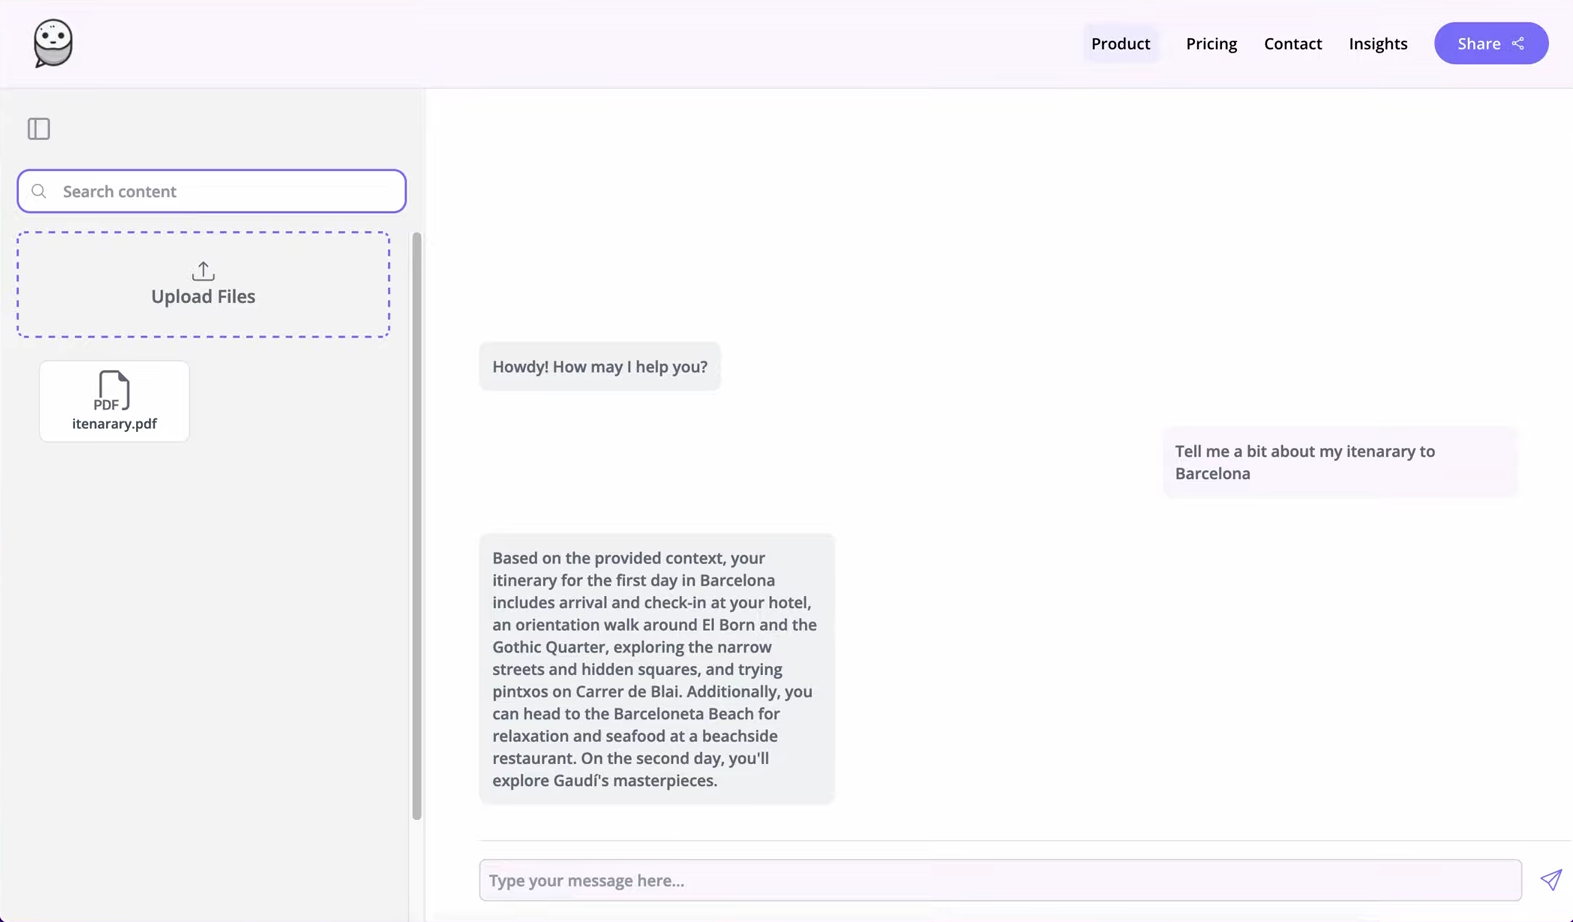 Product
Pricing
Contact
Insights
Share
Search content
Upload Files
PDF
itenarary.pdf
Howdy! How may I help you?
Tell me a bit about my itenarary to
Barcelona
Based on the provided context, your
itinerary for the first day in Barcelona
includes arrival and check-in at your hotel,
an orientation walk around El Born and the
Gothic Quarter, exploring the narrow
streets and hidden squares, and trying
pintxos on Carrer de Blai. Additionally, you
can head to the Barceloneta Beach for
relaxation and seafood at a beachside
restaurant. On the second day, you'll
explore Gaudí's masterpieces.
Type your message here...